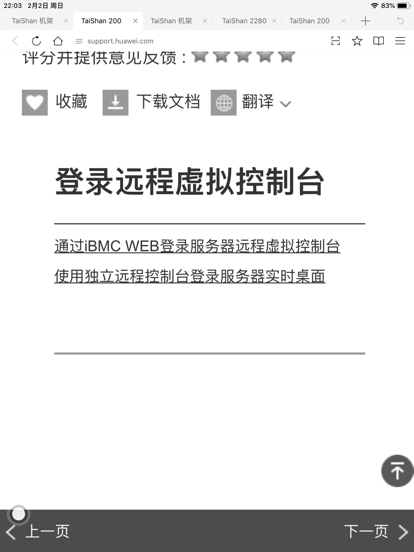 22:03 2月2日 周日 83%
TaiShan 机架 × TaiShan 200 × TaiShan 机架 × TaiShan 2280 × TaiShan 200 ×
support.huawei.com
评分并提供意见反馈 :
收藏 下载文档 翻译
登录远程虚拟控制台
通过iBMC WEB登录服务器远程虚拟控制台
使用独立远程控制台登录服务器实时桌面
上一页 下一页